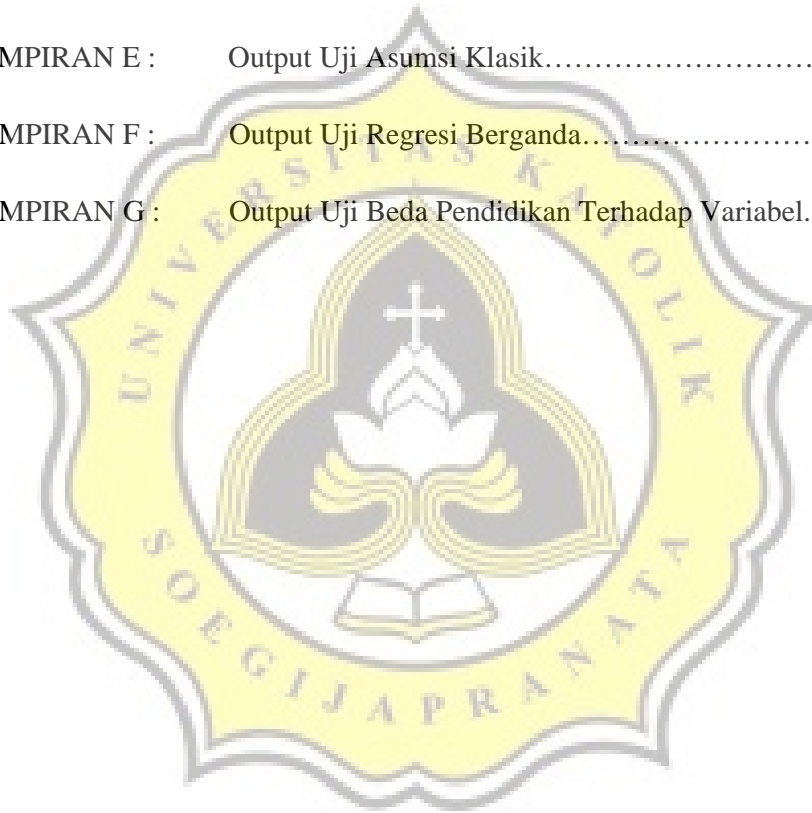 MPIRAN E : Output Uji Asumsi Klasik………………………
MPIRAN F : Output Uji Regresi Berganda……………………
MPIRAN G : Output Uji Beda Pendidikan Terhadap Variabel.
UNIVERSITAS KATOLIK
SOEGIJAPRANATA